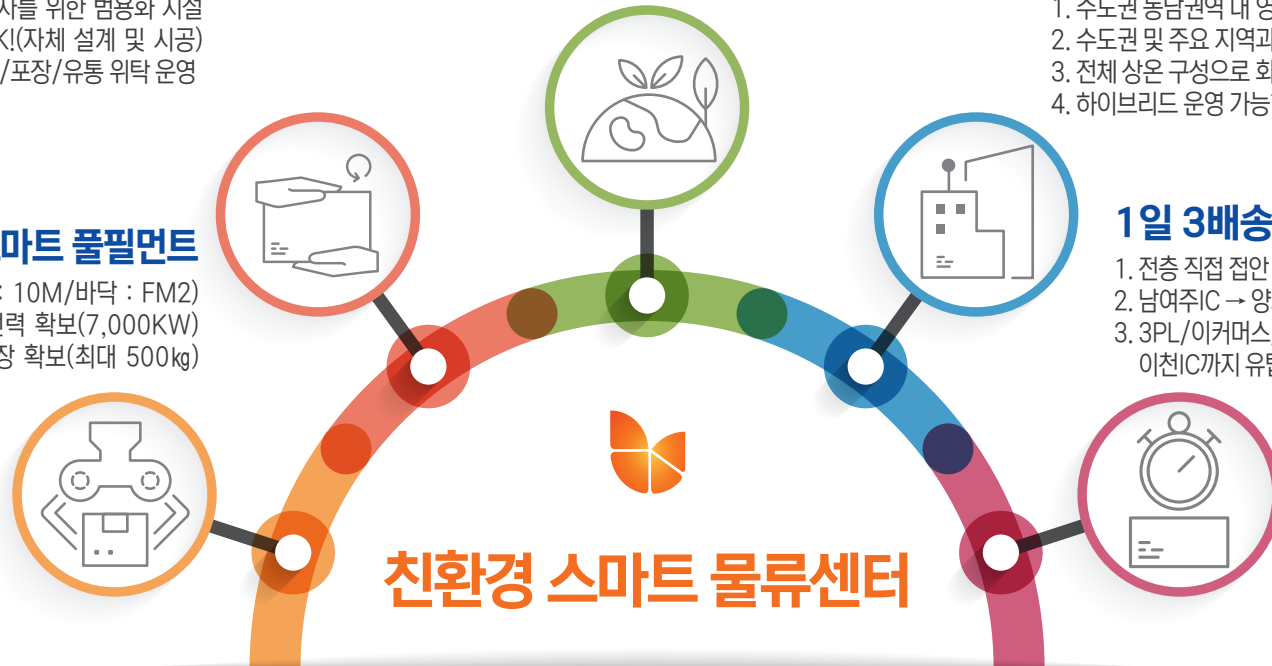 사를 위한 범용화 시설
K!(자체 설계 및 시공)
/포장/유통 위탁 운영
1. 수도권 동남권역 내
2. 수도권 및 주요 지역과
3. 전체 상온 구성으로
4. 하이브리드 운영 가능
마트 풀필먼트
: 10M/바닥 : FM2)
전력 확보(7,000KW)
장 확보(최대 500㎏)
1일 3배송
1. 전층 직접 접안
2. 남여주IC →
3. 3PL/이커머스
이천IC까지
친환경 스마트 물류센터